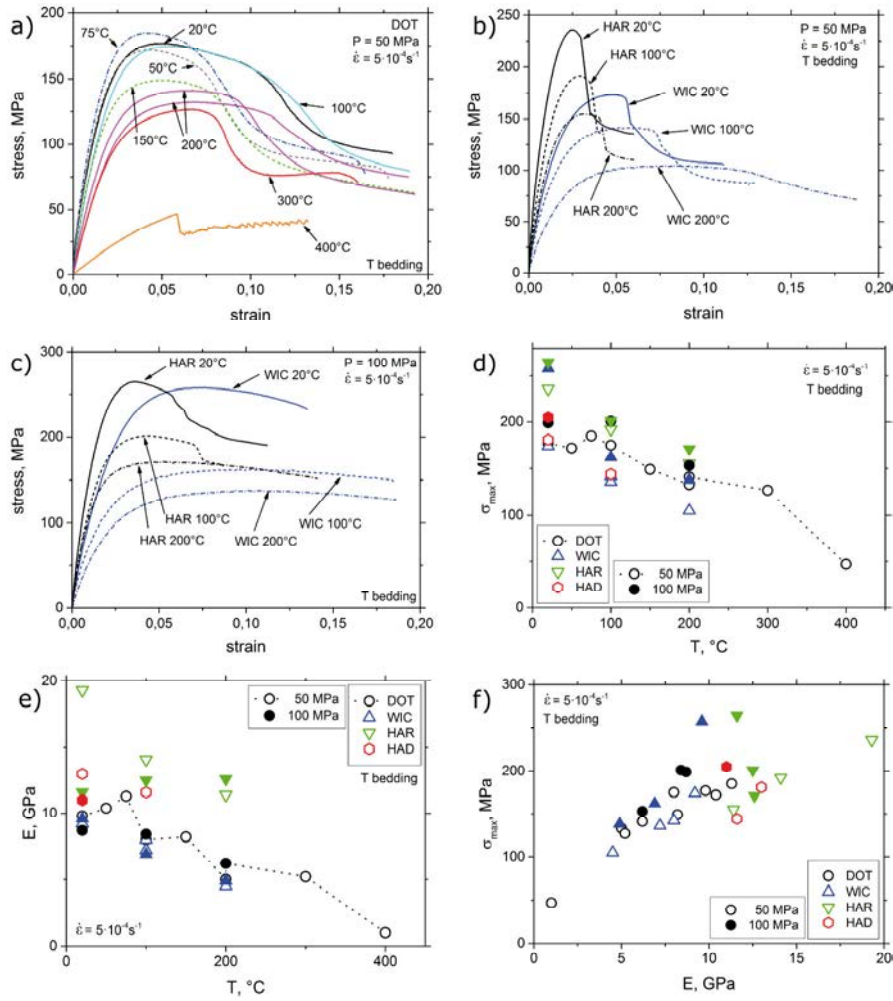 a)
DOT
P = 50 MPa
ε̇ = 5·10⁻⁴s⁻¹
75°C
20°C
50°C
100°C
150°C
200°C
300°C
400°C
T bedding
stress, MPa
200
150
100
50
0
0,00 0,05 0,10 0,15 0,20
strain
b)
HAR 20°C
P = 50 MPa
ε̇ = 5·10⁻⁴s⁻¹
T bedding
HAR 100°C
WIC 20°C
WIC 100°C
HAR 200°C
WIC 200°C
stress, MPa
250
200
150
100
50
0
0,00 0,05 0,10 0,15 0,20
strain
c)
HAR 20°C
P = 100 MPa
ε̇ = 5·10⁻⁴s⁻¹
WIC 20°C
HAR 100°C
WIC 100°C
HAR 200°C
WIC 200°C
T bedding
stress, MPa
300
200
100
0
0,00 0,05 0,10 0,15 0,20
strain
d)
ε̇ = 5·10⁻⁴s⁻¹
T bedding
DOT
WIC
HAR
HAD
50 MPa
100 MPa
σmax, MPa
200
100
0
0 100 200 300 400
T, °C
e)
50 MPa
100 MPa
DOT
WIC
HAR
HAD
T bedding
ε̇ = 5·10⁻⁴s⁻¹
E, GPa
20
10
0
0 100 200 300 400
T, °C
f)
ε̇ = 5·10⁻⁴s⁻¹
T bedding
50 MPa
100 MPa
DOT
WIC
HAR
HAD
σmax, MPa
300
200
100
0
5 10 15 20
E, GPa